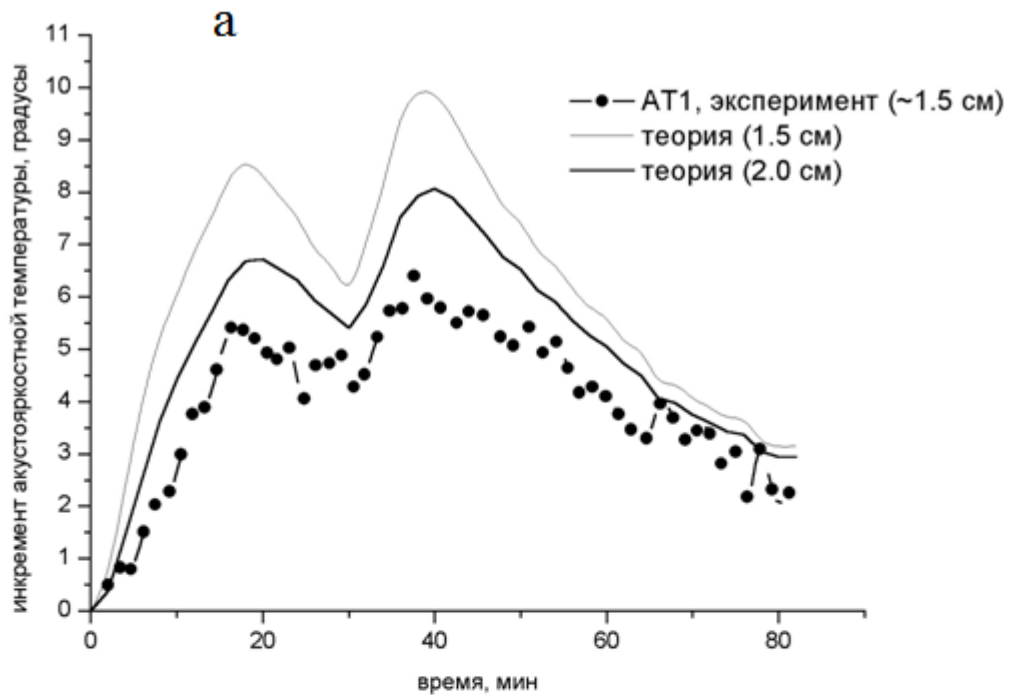 а
инкремент акустояркостной температуры, градусы
11
10
9
8
7
6
5
4
3
2
1
0
АТ1, эксперимент (~1.5 см)
теория (1.5 см)
теория (2.0 см)
0 20 40 60 80
время, мин